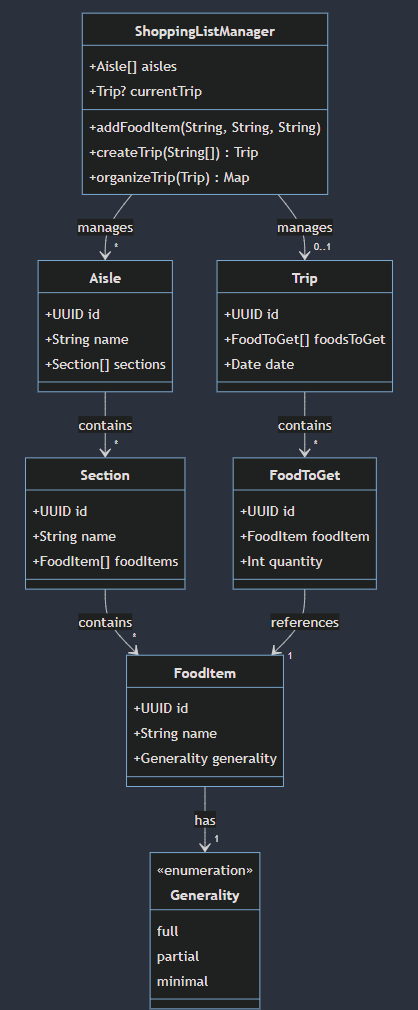 ShoppingListManager
+Aisle[] aisles
+Trip? currentTrip
+addFoodItem(String, String, String)
+createTrip(String[]) : Trip
+organizeTrip(Trip) : Map
manages
manages
*
0..1
Aisle
+UUID id
+String name
+Section[] sections
Trip
+UUID id
+FoodToGet[] foodsToGet
+Date date
contains
contains
*
*
Section
+UUID id
+String name
+FoodItem[] foodItems
FoodToGet
+UUID id
+FoodItem foodItem
+Int quantity
contains
references
*
1
FoodItem
+UUID id
+String name
+Generality generality
has
1
«enumeration»
Generality
full
partial
minimal